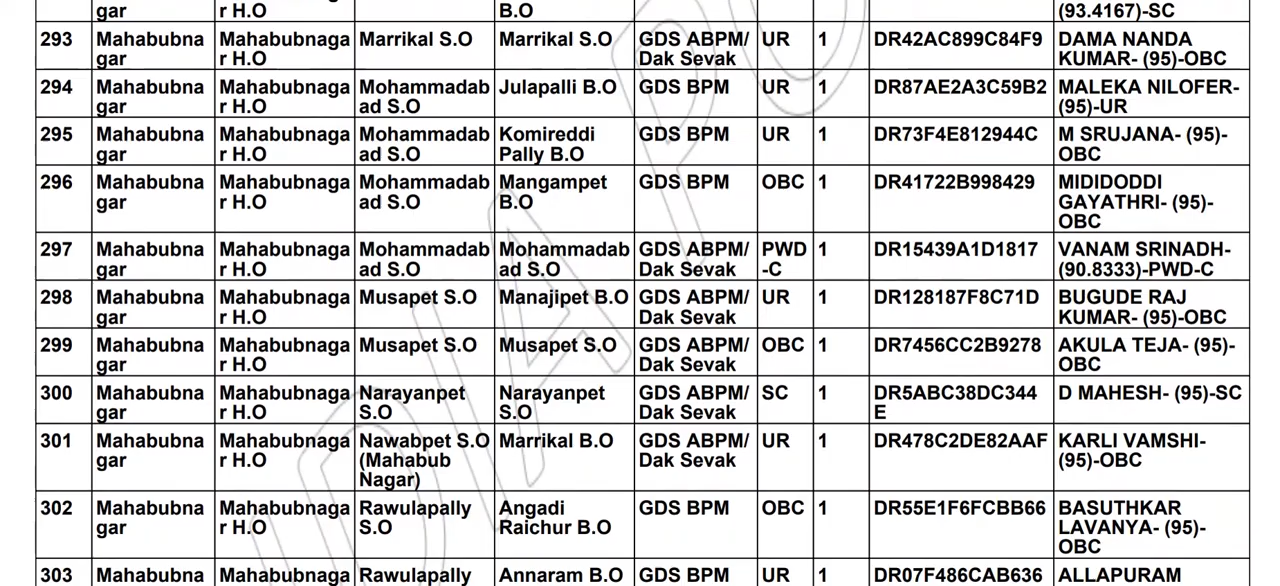 gar r H.O B.O (93.4167)-SC
293 Mahabubna Mahabubnaga Marrikal S.O Marrikal S.O GDS ABPM/ UR 1 DR42AC899C84F9 DAMA NANDA
gar r H.O Dak Sevak KUMAR- (95)-OBC
294 Mahabubna Mahabubnaga Mohammadab Julapalli B.O GDS BPM UR 1 DR87AE2A3C59B2 MALEKA NILOFER-
gar r H.O ad S.O (95)-UR
295 Mahabubna Mahabubnaga Mohammadab Komireddi GDS BPM UR 1 DR73F4E812944C M SRUJANA- (95)-
gar r H.O ad S.O Pally B.O OBC
296 Mahabubna Mahabubnaga Mohammadab Mangampet GDS BPM OBC 1 DR41722B998429 MIDIDODDI
gar r H.O ad S.O B.O GAYATHRI- (95)-
OBC
297 Mahabubna Mahabubnaga Mohammadab Mohammadab GDS ABPM/ PWD 1 DR15439A1D1817 VANAM SRINADH-
gar r H.O ad S.O ad S.O Dak Sevak -C (90.8333)-PWD-C
298 Mahabubna Mahabubnaga Musapet S.O Manajipet B.O GDS ABPM/ UR 1 DR128187F8C71D BUGUDE RAJ
gar r H.O Dak Sevak KUMAR- (95)-OBC
299 Mahabubna Mahabubnaga Musapet S.O Musapet S.O GDS ABPM/ OBC 1 DR7456CC2B9278 AKULA TEJA- (95)-
gar r H.O Dak Sevak OBC
300 Mahabubna Mahabubnaga Narayanpet Narayanpet GDS ABPM/ SC 1 DR5ABC38DC344 D MAHESH- (95)-SC
gar r H.O S.O S.O Dak Sevak E
301 Mahabubna Mahabubnaga Nawabpet S.O Marrikal B.O GDS ABPM/ UR 1 DR478C2DE82AAF KARLI VAMSHI-
gar r H.O (Mahabub Dak Sevak (95)-OBC
Nagar)
302 Mahabubna Mahabubnaga Rawulapally Angadi GDS BPM OBC 1 DR55E1F6FCBB66 BASUTHKAR
gar r H.O S.O Raichur B.O LAVANYA- (95)-
OBC
303 Mahabubna Mahabubnaga Rawulapally Annaram B.O GDS ABPM/ UR 1 DR07F486CAB636 ALLAPURAM